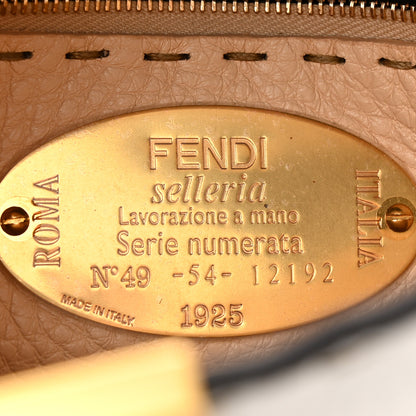 FENDI
selleria
Lavorazione a mano
Serie numerata
N°49 -54- 12192
1925
ROMA
ITALIA
MADE IN ITALY